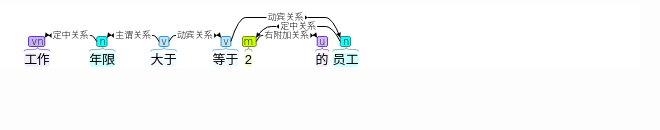 动宾关系
定中关系
定中关系 主谓关系 动宾关系 右附加关系
vn n v v m u n
工作 年限 大于 等于 2 的 员工